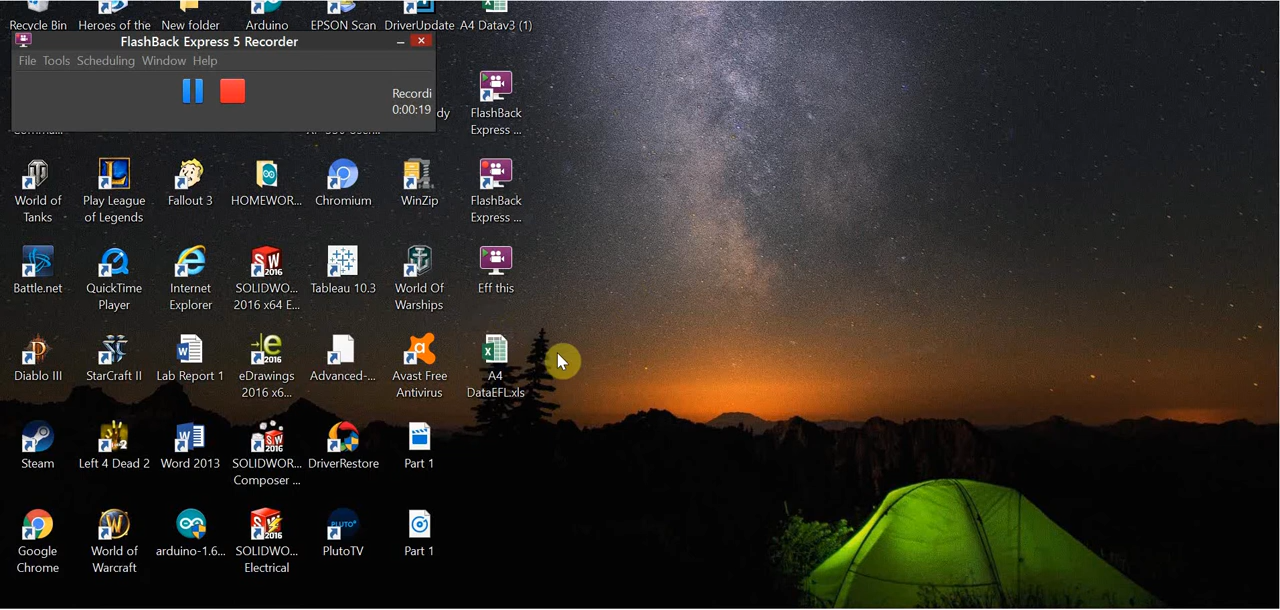 Recycle Bin
Heroes of the
New folder
Arduino
EPSON Scan
DriverUpdate
A4 Datav3 (1)
FlashBack Express 5 Recorder
File Tools Scheduling Window Help
Recordi
0:00:19
FlashBack
Express ...
World of
Tanks
Play League
of Legends
Fallout 3
HOMEWOR...
Chromium
WinZip
FlashBack
Express ...
Battle.net
QuickTime
Player
Internet
Explorer
SOLIDWO...
2016 x64 E...
Tableau 10.3
World Of
Warships
Eff this
Diablo III
StarCraft II
Lab Report 1
eDrawings
2016 x6...
Advanced-...
Avast Free
Antivirus
A4
DataEFL.xls
Steam
Left 4 Dead 2
Word 2013
SOLIDWOR...
Composer ...
DriverRestore
Part 1
Google
Chrome
World of
Warcraft
arduino-1.6...
SOLIDWO...
Electrical
PLUTO
PlutoTV
Part 1